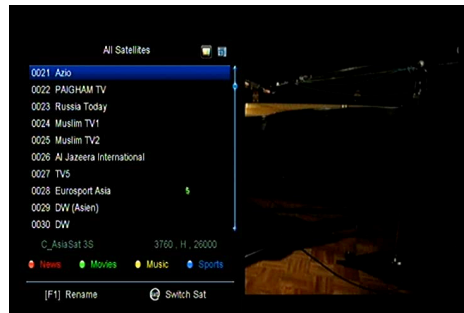 All Satellites
0021 Azio
0022 PAIGHAM TV
0023 Russia Today
0024 Muslim TV1
0025 Muslim TV2
0026 Al Jazeera International
0027 TV5
0028 Eurosport Asia $
0029 DW (Asien)
0030 DW
C_AsiaSat 3S 3760 , H , 26000
News Movies Music Sports
[F1] Rename Switch Sat